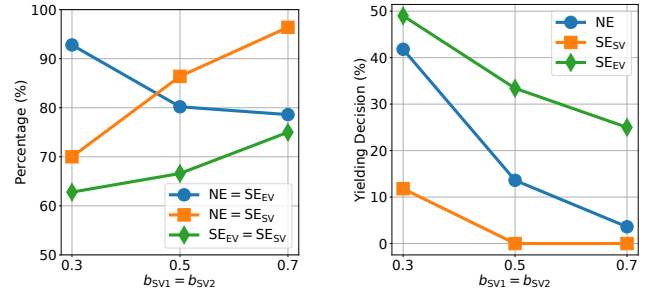 100
90
80
70
60
50
Percentage (%)
NE = SE_EV
NE = SE_SV
SE_EV = SE_SV
0.3 0.5 0.7
b_SV1 = b_SV2
50
40
30
20
10
0
Yielding Decision (%)
NE
SE_SV
SE_EV
0.3 0.5 0.7
b_SV1 = b_SV2